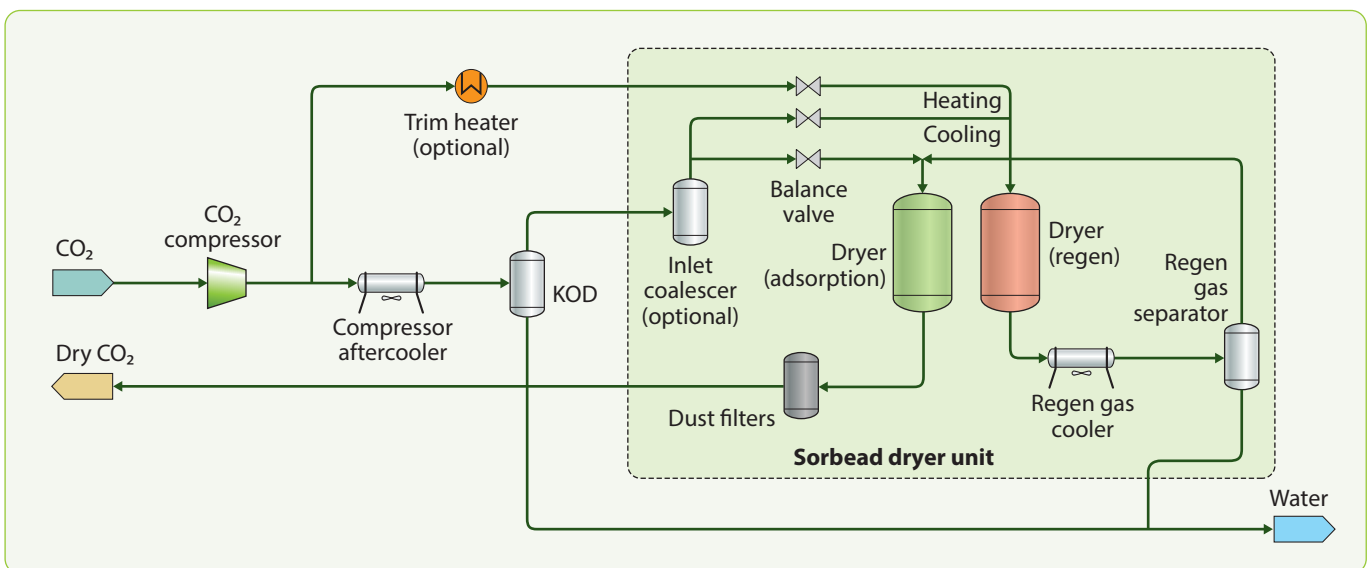 Trim heater
(optional)
Heating
Cooling
Balance
valve
CO₂
compressor
CO₂
Compressor
aftercooler
KOD
Inlet
coalescer
(optional)
Dryer
(adsorption)
Dryer
(regen)
Regen
gas
separator
Dry CO₂
Dust filters
Regen gas
cooler
Sorbead dryer unit
Water